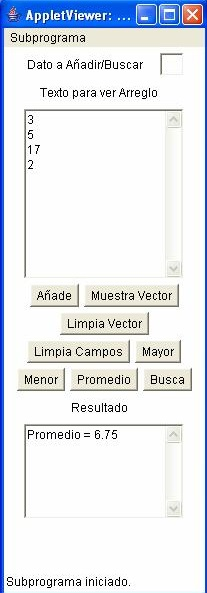 AppletViewer: ...
Subprograma
Dato a Añadir/Buscar
Texto para ver Arreglo
3
5
17
2
Añade Muestra Vector
Limpia Vector
Limpia Campos Mayor
Menor Promedio Busca
Resultado
Promedio = 6.75
Subprograma iniciado.